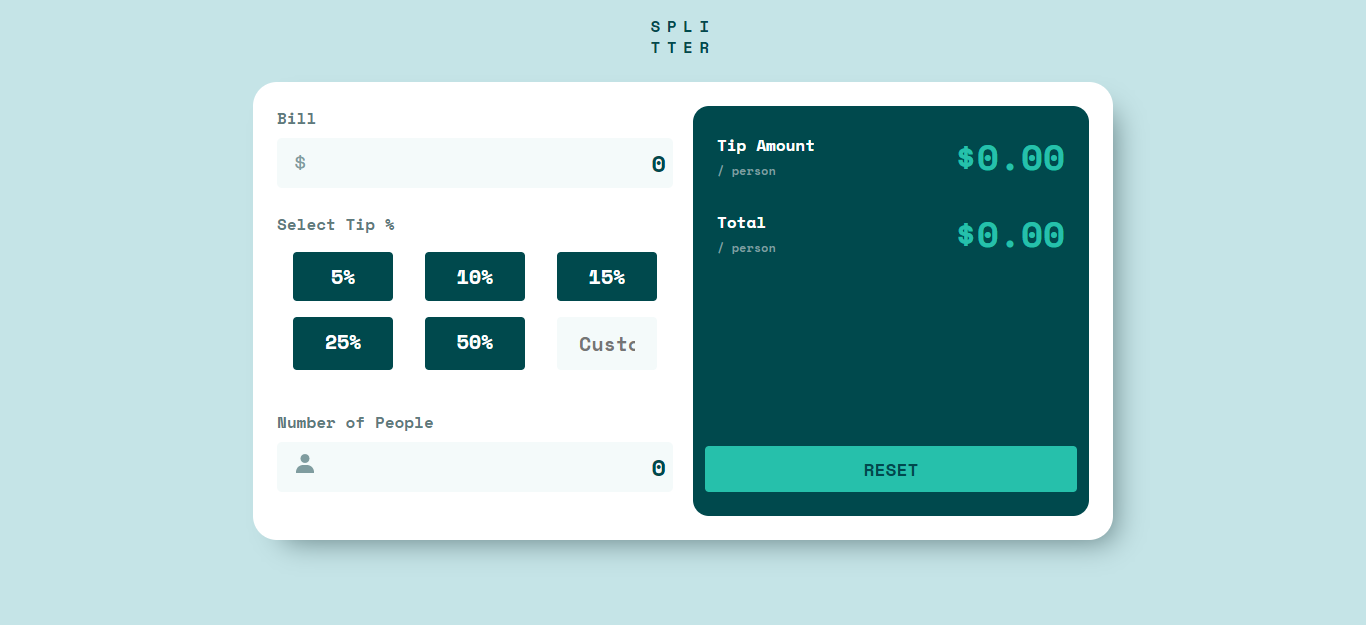 SPLI
TTER
Bill
$
0
Select Tip %
5%
10%
15%
25%
50%
Custo
Number of People
0
Tip Amount
/ person
$0.00
Total
/ person
$0.00
RESET